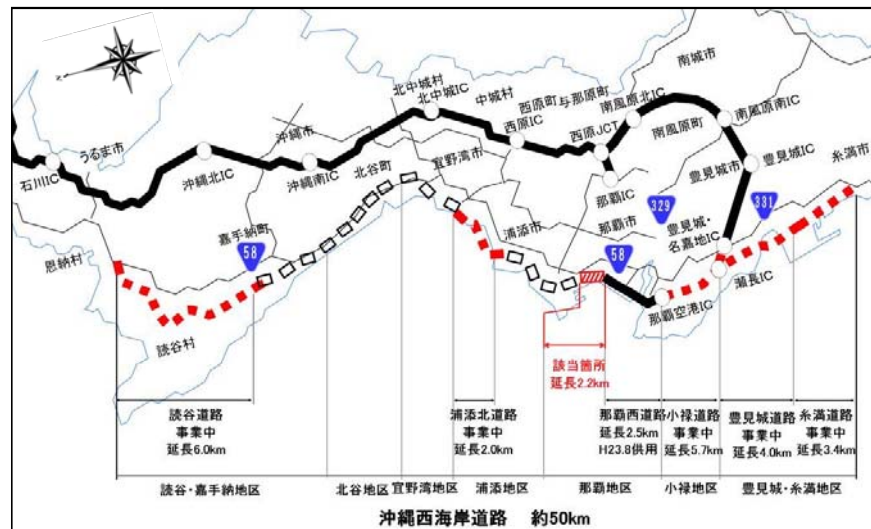 N
南城市
北中城村
北中城IC
中城村
西原町
与那原町
南風原北IC
西原IC
西原JCT
南風原町
南風原南IC
うるま市
沖縄市
石川IC
沖縄北IC
沖縄南IC
北谷町
宜野湾市
那覇IC
豊見城市
豊見城IC
糸満市
嘉手納町
浦添市
那覇市
329
豊見城・
名嘉地IC
331
恩納村
58
58
瀬長IC
那覇空港IC
読谷村
該当箇所
延長2.2km
読谷道路
事業中
延長6.0km
浦添北道路
事業中
延長2.0km
那覇西道路
延長2.5km
H23.8供用
小禄道路
事業中
延長5.7km
豊見城道路
事業中
延長4.0km
糸満道路
事業中
延長3.4km
読谷・嘉手納地区
北谷地区
宜野湾地区
浦添地区
那覇地区
小禄地区
豊見城・糸満地区
沖縄西海岸道路 約50km